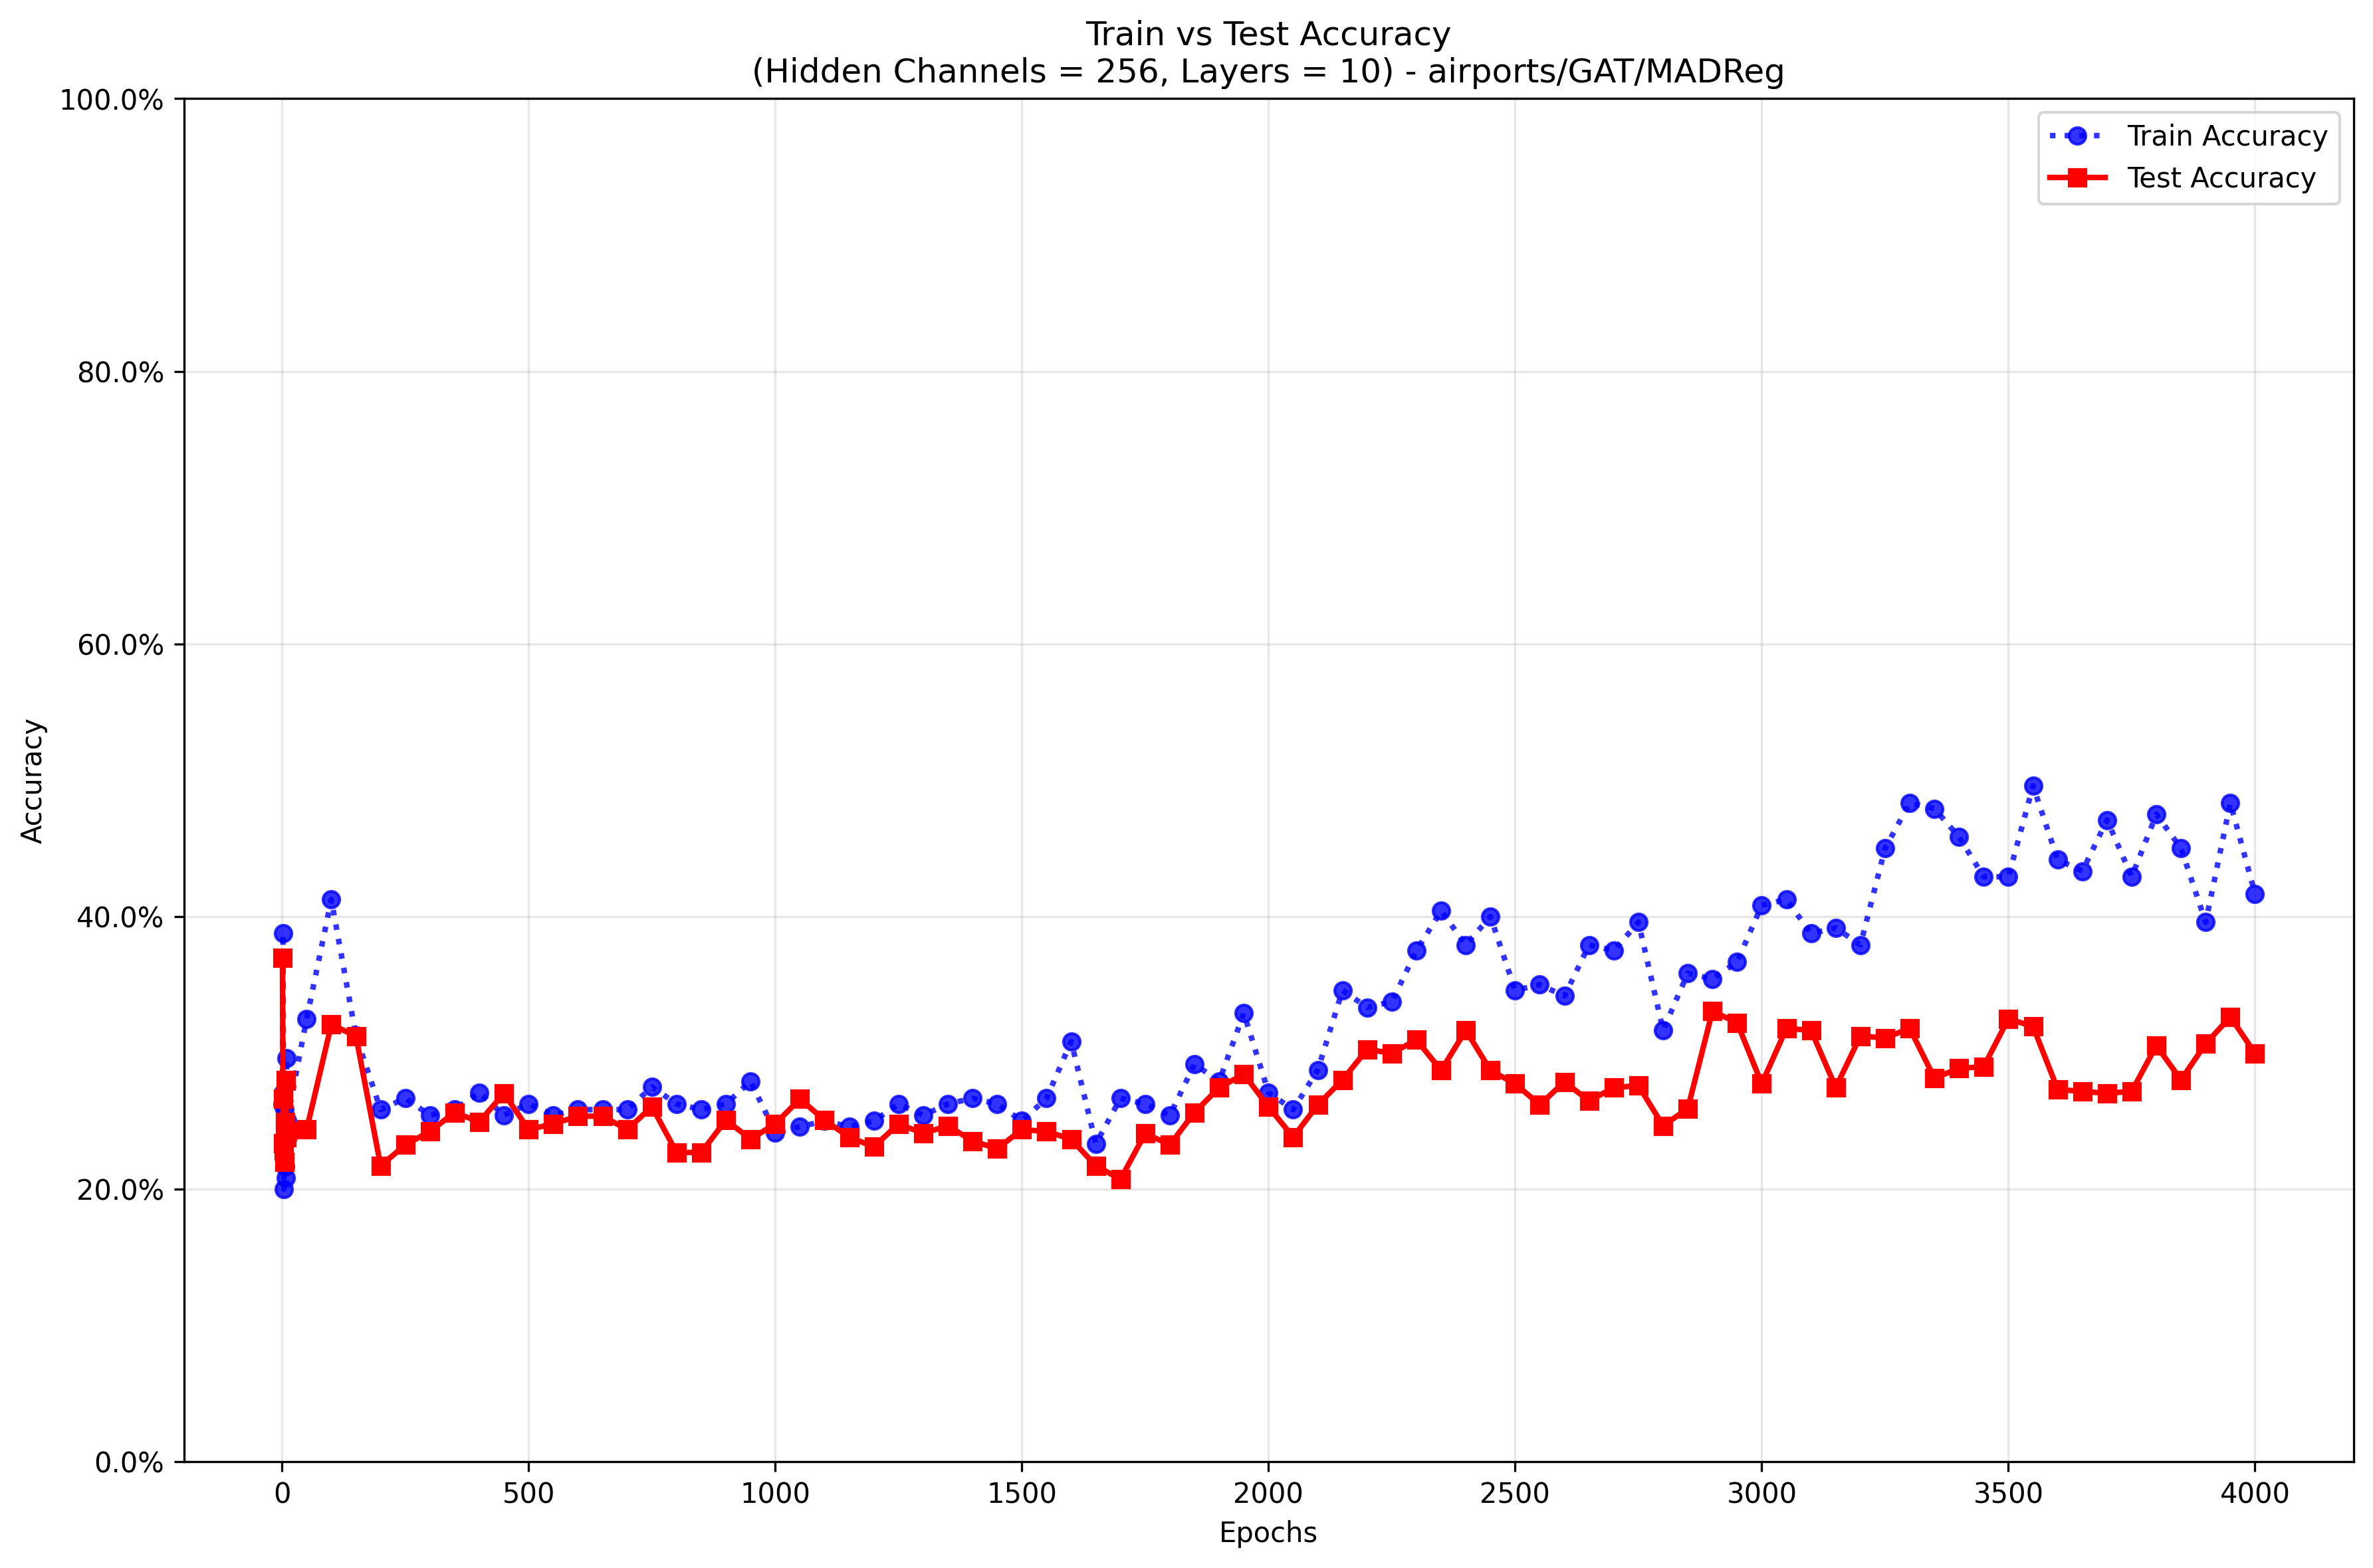 Train vs Test Accuracy
(Hidden Channels = 256, Layers = 10) - airports/GAT/MADReg
100.0%
80.0%
60.0%
40.0%
20.0%
0.0%
Accuracy
Train Accuracy
Test Accuracy
0 500 1000 1500 2000 2500 3000 3500 4000
Epochs